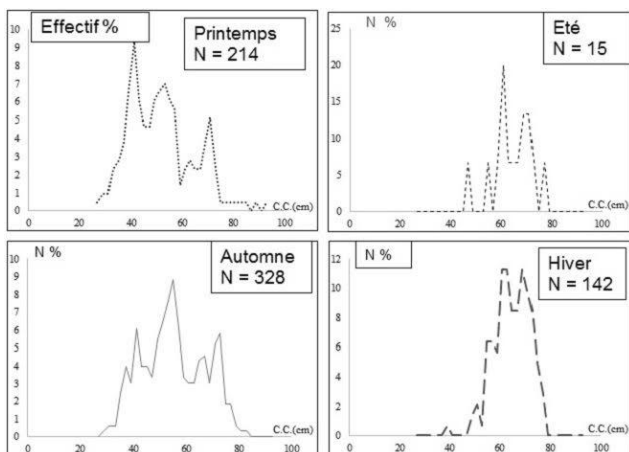 Effectif %
Printemps
N = 214
10
9
8
7
6
5
4
3
2
1
0
C.C.(cm)
0 20 40 60 80 100
N %
Eté
N = 15
25
20
15
10
5
0
C.C.(cm)
0 20 40 60 80 100
N %
Automne
N = 328
10
9
8
7
6
5
4
3
2
1
0
C.C.(cm)
0 20 40 60 80 100
N %
Hiver
N = 142
12
10
8
6
4
2
0
C.C.(cm)
0 20 40 60 80 100